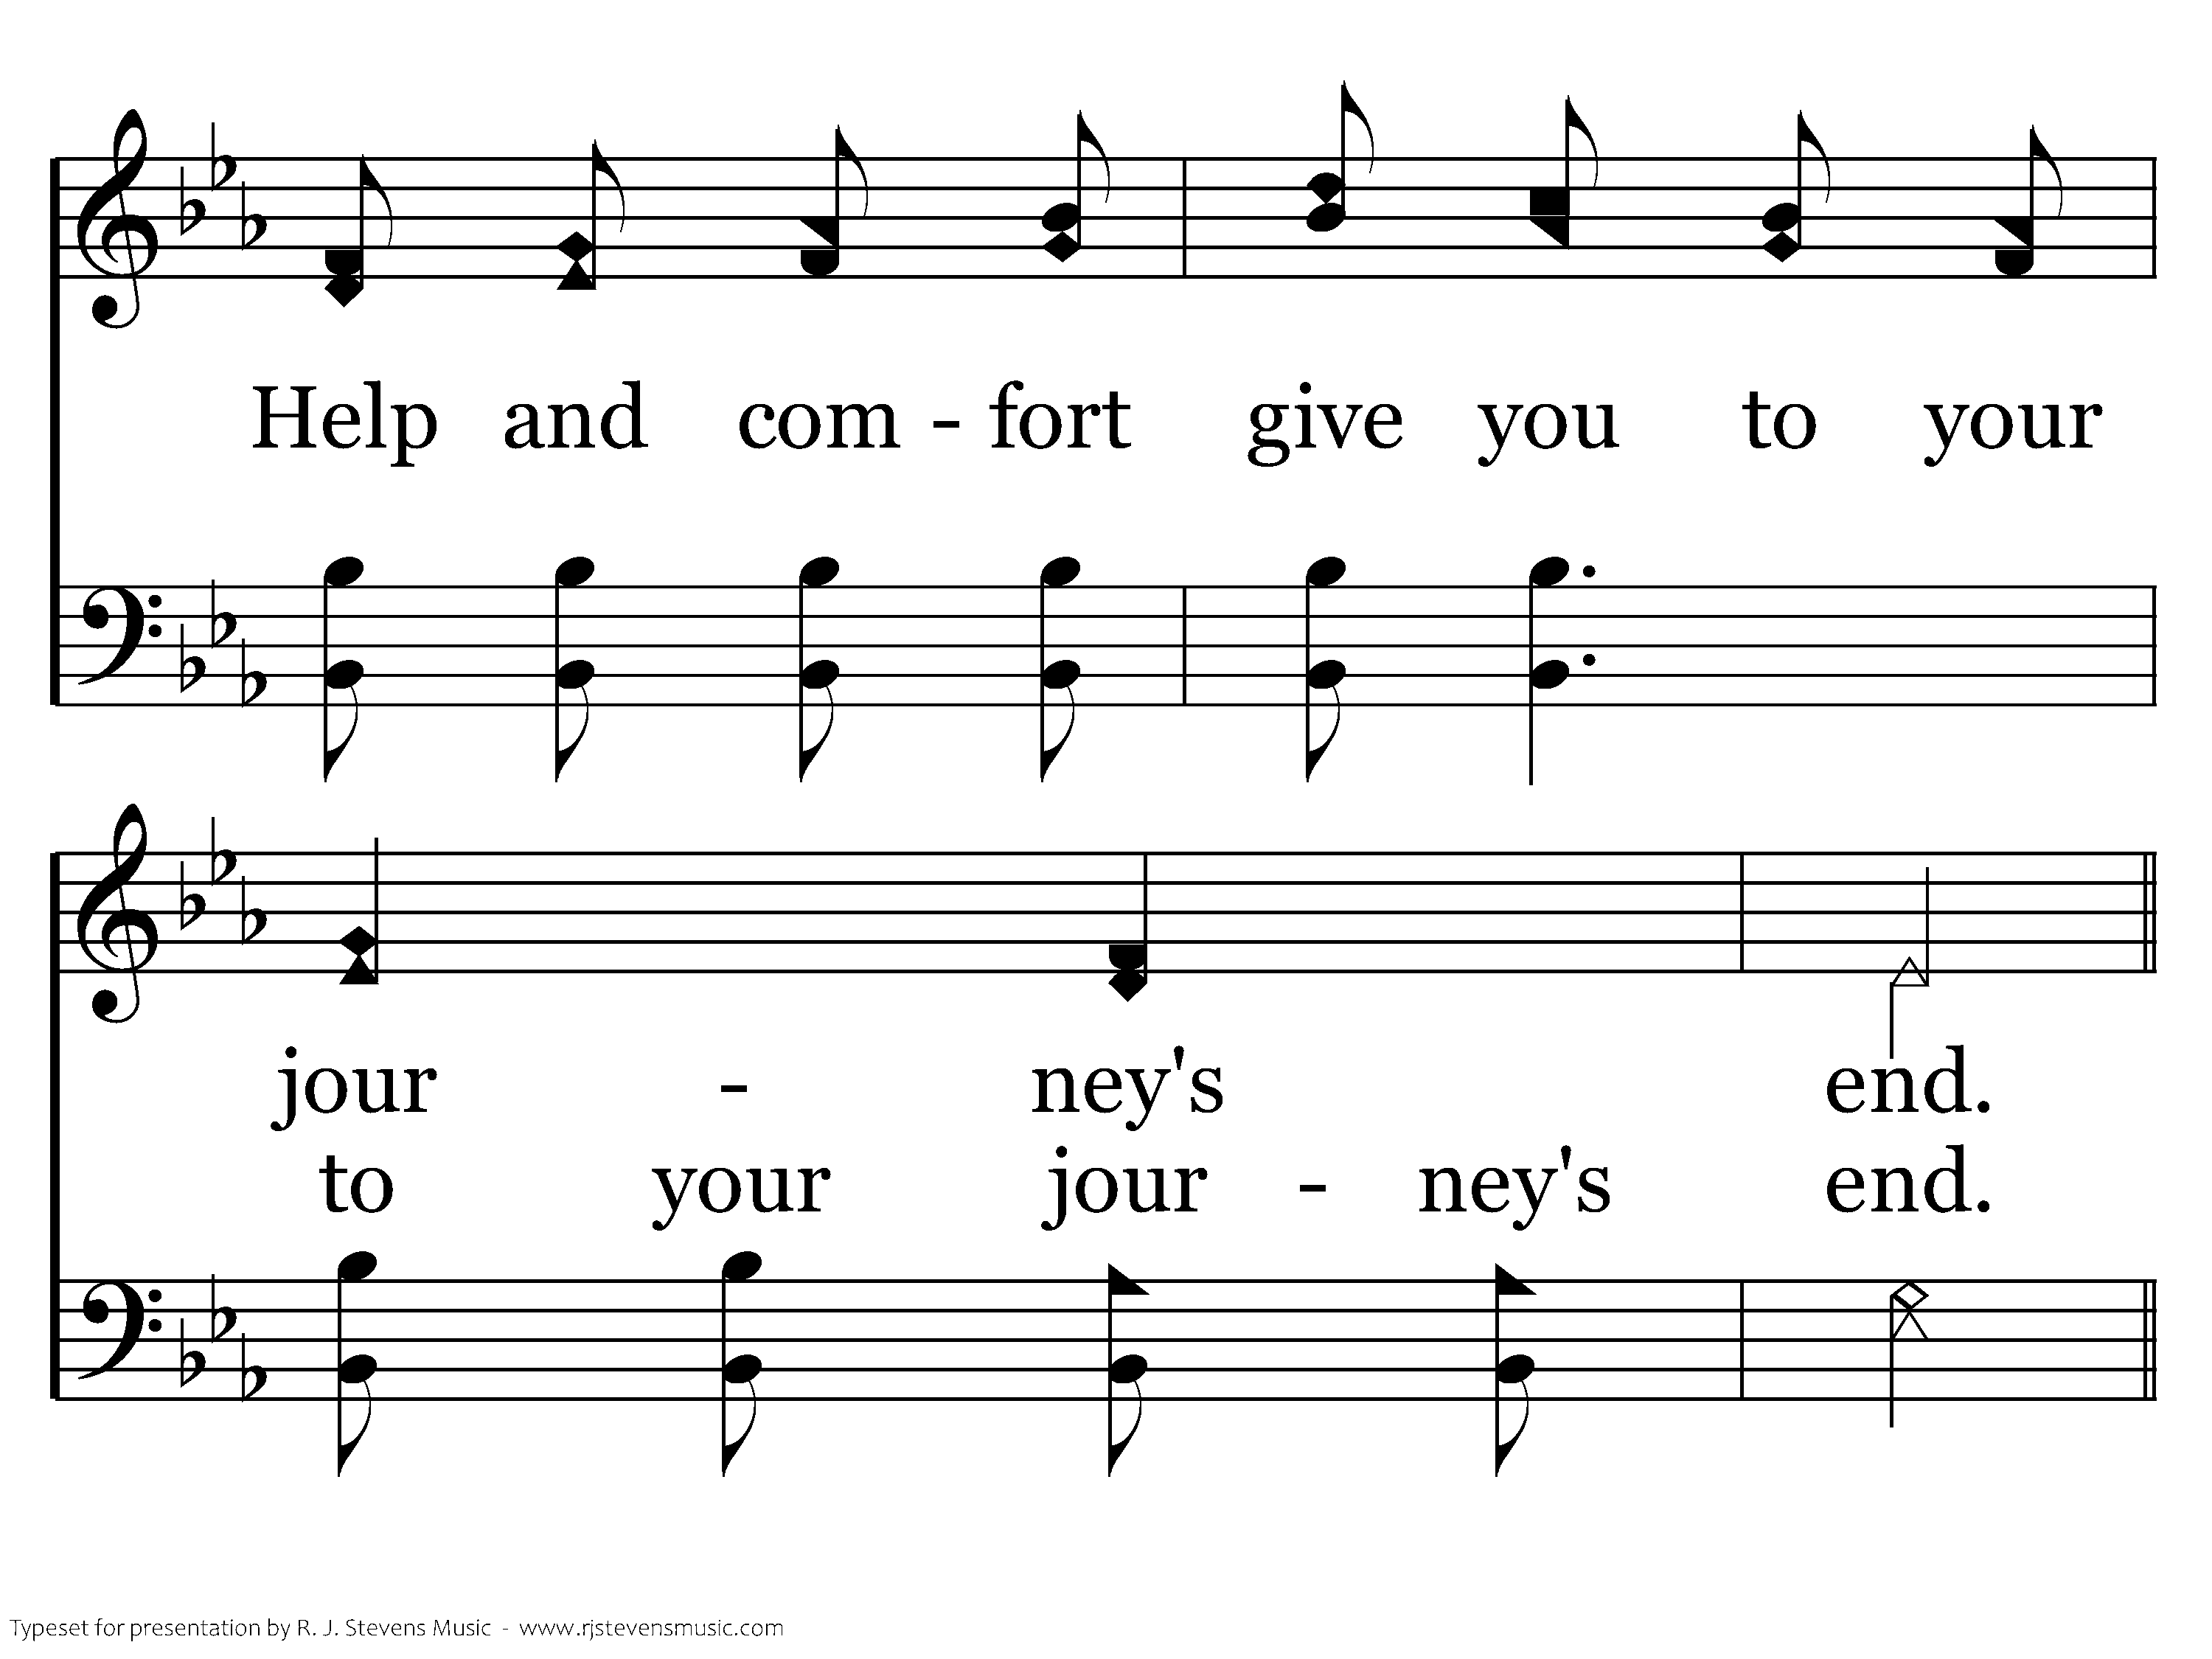 Help and com - fort give you to your
jour - ney's end.
to your jour - ney's end.
Typeset for presentation by R. J. Stevens Music - www.rjstevensmusic.com